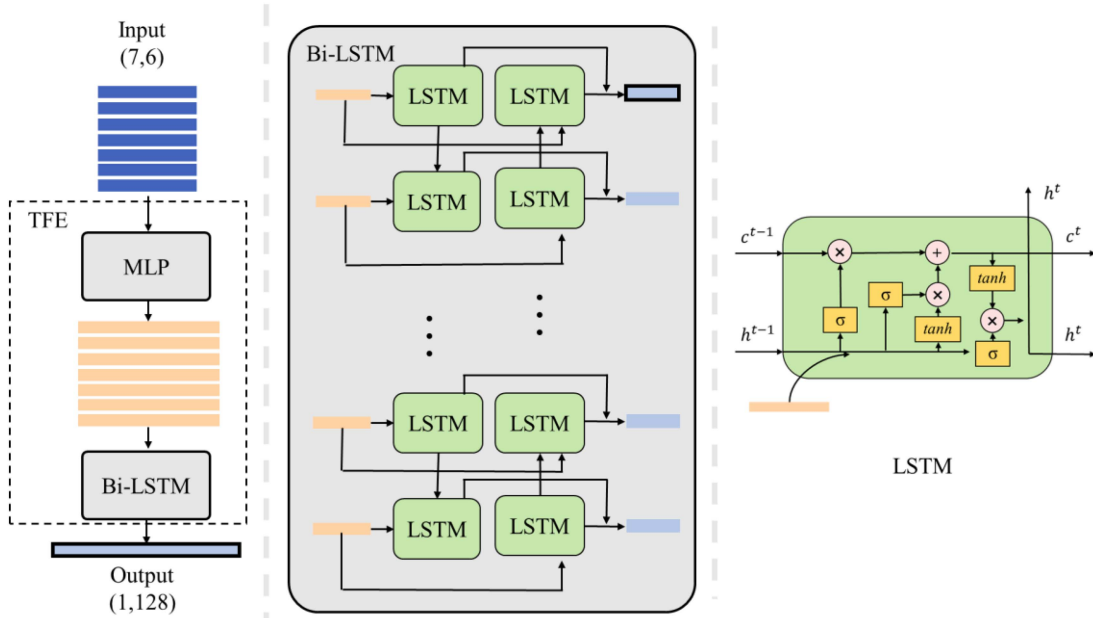 Input
(7,6)
TFE
MLP
Bi-LSTM
Output
(1,128)
Bi-LSTM
LSTM
LSTM
LSTM
LSTM
LSTM
LSTM
LSTM
LSTM
h^t
c^{t-1}
×
+
c^t
tanh
σ
×
σ
×
h^{t-1}
tanh
σ
h^t
LSTM